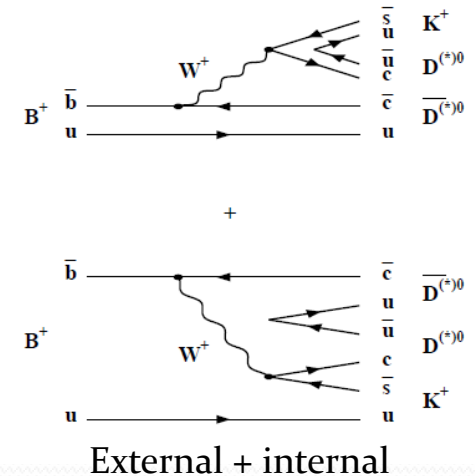 s̅ K⁺
u
W⁺ u̅ D⁽*⁾⁰
c
b̅ c̅ D̅⁽*⁾⁰
B⁺
u u
+
b̅ c̅ D̅⁽*⁾⁰
u
u̅ D⁽*⁾⁰
B⁺ W⁺ c
s̅ K⁺
u u
External + internal